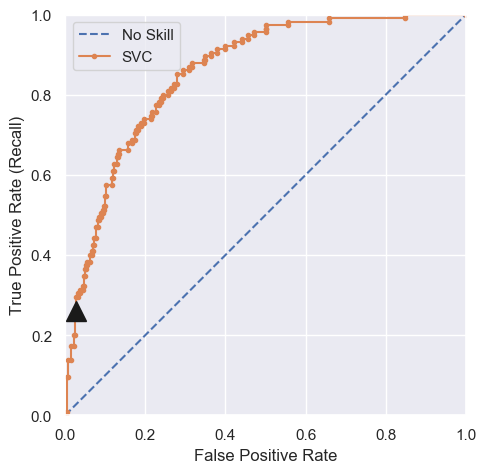 1.0
0.8
0.6
0.4
0.2
0.0
True Positive Rate (Recall)
No Skill
SVC
0.0 0.2 0.4 0.6 0.8 1.0
False Positive Rate